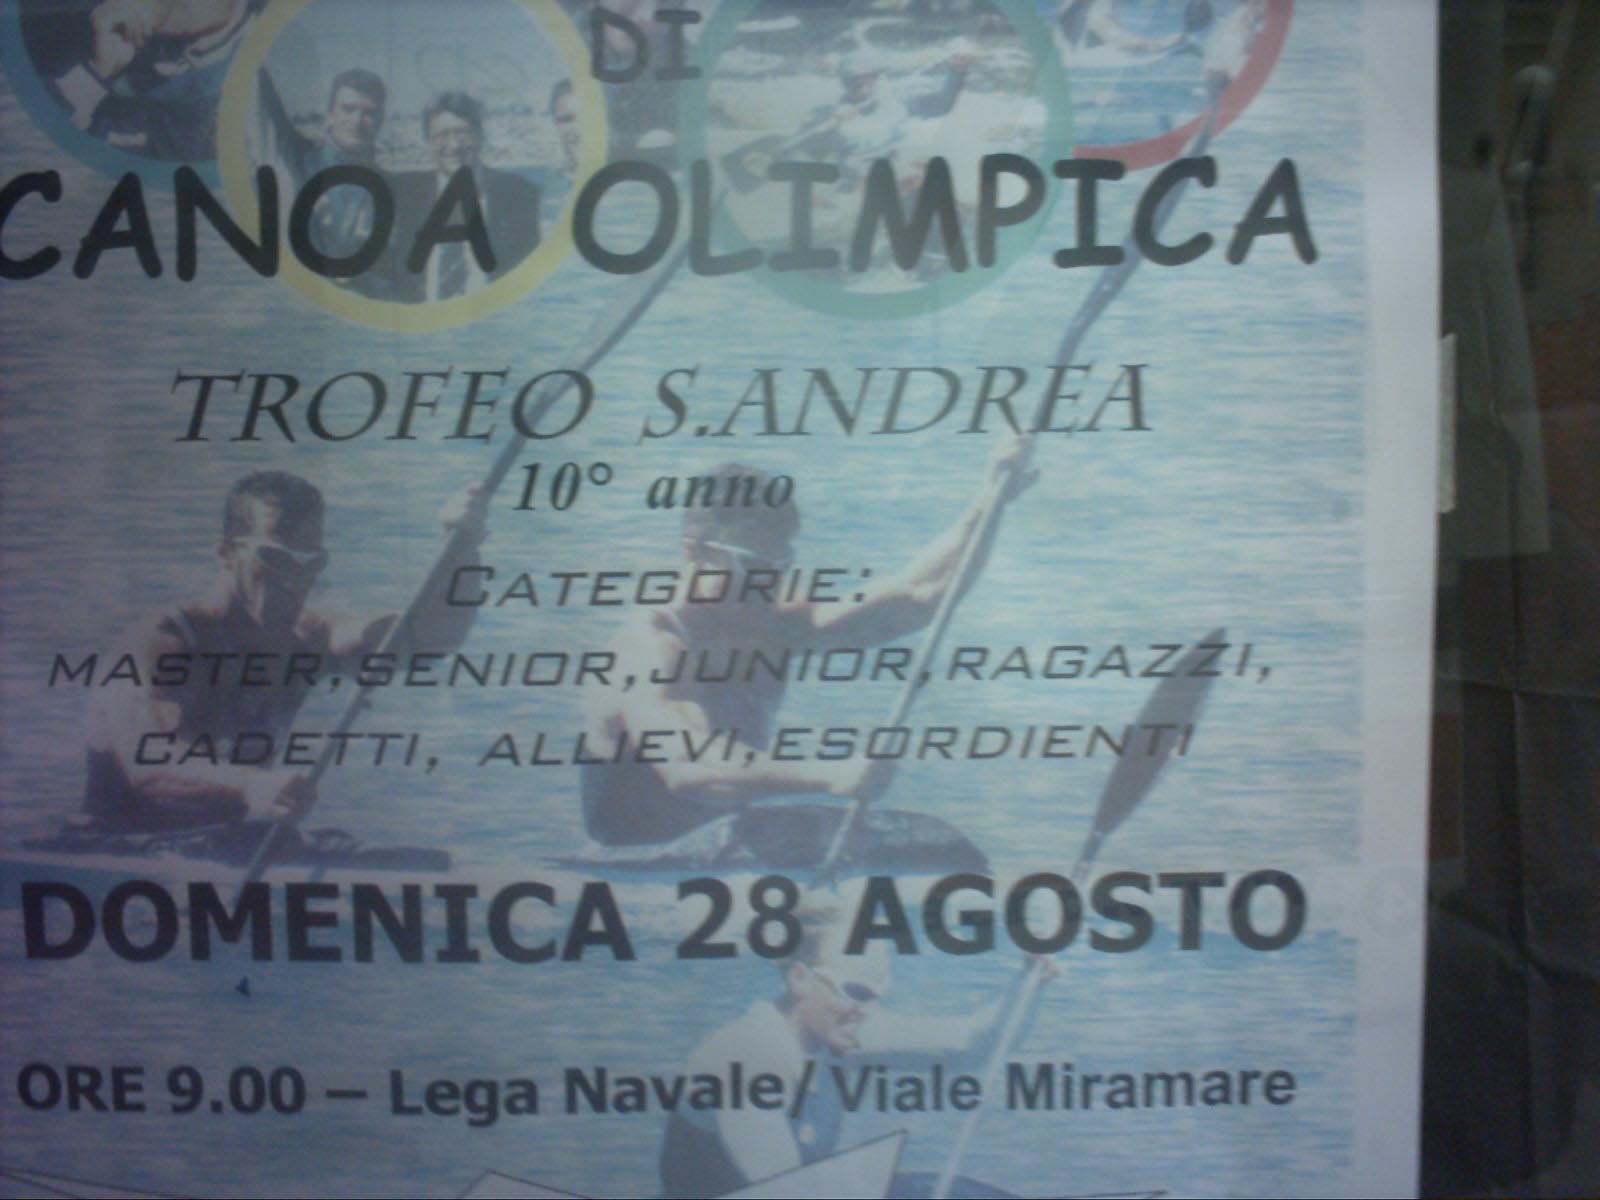 DI
CANOA OLIMPICA
TROFEO S.ANDREA
10° anno
CATEGORIE:
MASTER,SENIOR,JUNIOR,RAGAZZI,
CADETTI, ALLIEVI,ESORDIENTI
DOMENICA 28 AGOSTO
ORE 9.00 – Lega Navale/ Viale Miramare